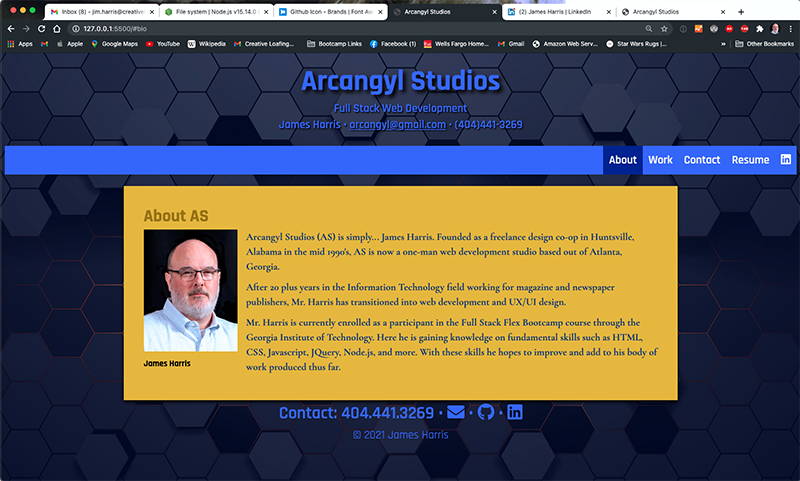 Inbox (8) - jim.harris@creative
File system | Node.js v15.14.0
Github Icon - Brands | Font Aw
Arcangyl Studios
(2) James Harris | LinkedIn
Arcangyl Studios
127.0.0.1:5500/#bio
Apps
Apple
Google Maps
YouTube
Wikipedia
Creative Loafing...
Bootcamp Links
Facebook (1)
Wells Fargo Home...
Gmail
Amazon Web Serv...
Star Wars Rugs |...
»
Other Bookmarks
Arcangyl Studios
Full Stack Web Development
James Harris • arcangyl@gmail.com • (404)441-3269
About
Work
Contact
Resume
in
About AS
Arcangyl Studios (AS) is simply... James Harris. Founded as a freelance design co-op in Huntsville,
Alabama in the mid 1990's, AS is now a one-man web development studio based out of Atlanta,
Georgia.
After 20 plus years in the Information Technology field working for magazine and newspaper
publishers, Mr. Harris has transitioned into web development and UX/UI design.
Mr. Harris is currently enrolled as a participant in the Full Stack Flex Bootcamp course through the
Georgia Institute of Technology. Here he is gaining knowledge on fundamental skills such as HTML,
CSS, Javascript, JQuery, Node.js, and more. With these skills he hopes to improve and add to his body of
work produced thus far.
James Harris
Contact: 404.441.3269 • • • in
© 2021 James Harris